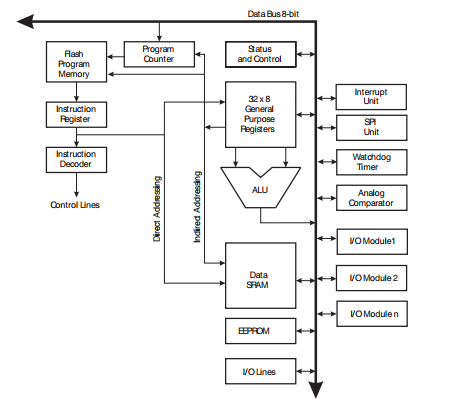 Data Bus 8-bit
Flash
Program
Memory
Program
Counter
Status
and Control
Instruction
Register
32 x 8
General
Purpose
Registers
Interrupt
Unit
SPI
Unit
Instruction
Decoder
Watchdog
Timer
Control Lines
Direct Addressing
Indirect Addressing
ALU
Analog
Comparator
I/O Module1
Data
SRAM
I/O Module 2
I/O Module n
EEPROM
I/O Lines